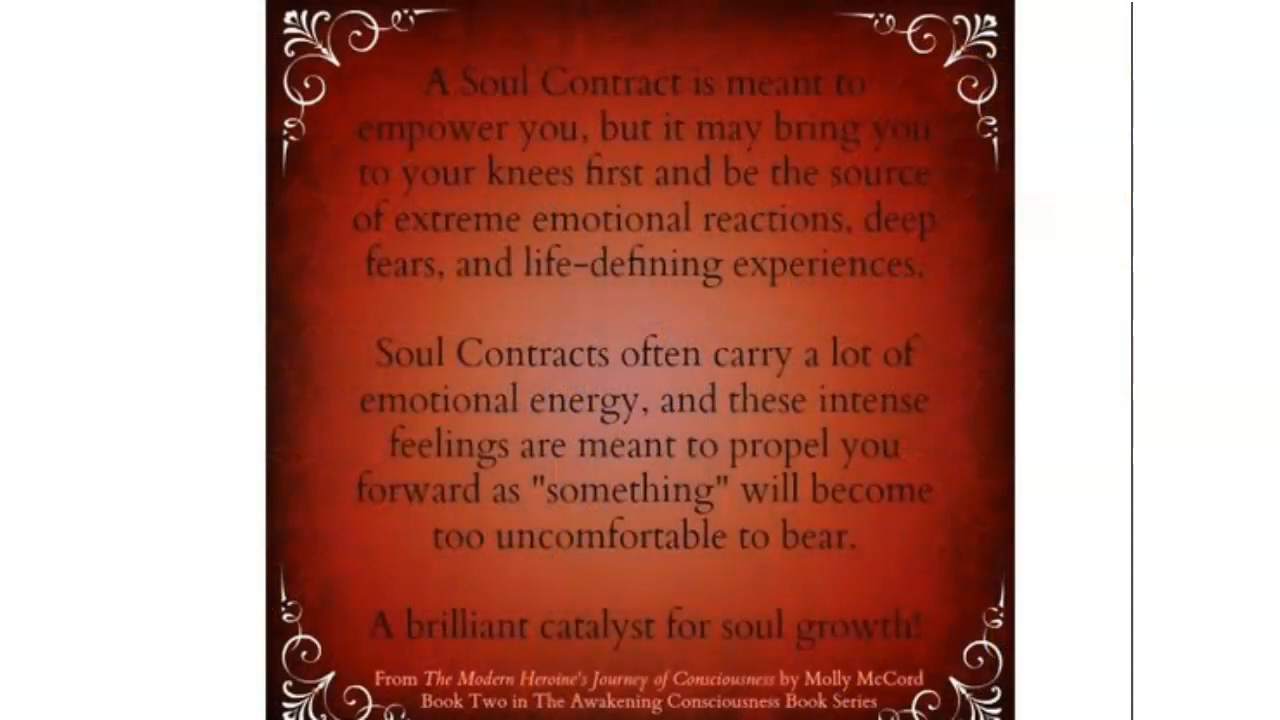 A Soul Contract is meant to
empower you, but it may bring you
to your knees first and be the source
of extreme emotional reactions, deep
fears, and life-defining experiences.
Soul Contracts often carry a lot of
emotional energy, and these intense
feelings are meant to propel you
forward as "something" will become
too uncomfortable to bear.
A brilliant catalyst for soul growth!
From The Modern Heroine's Journey of Consciousness by Molly McCord
Book Two in The Awakening Consciousness Book Series